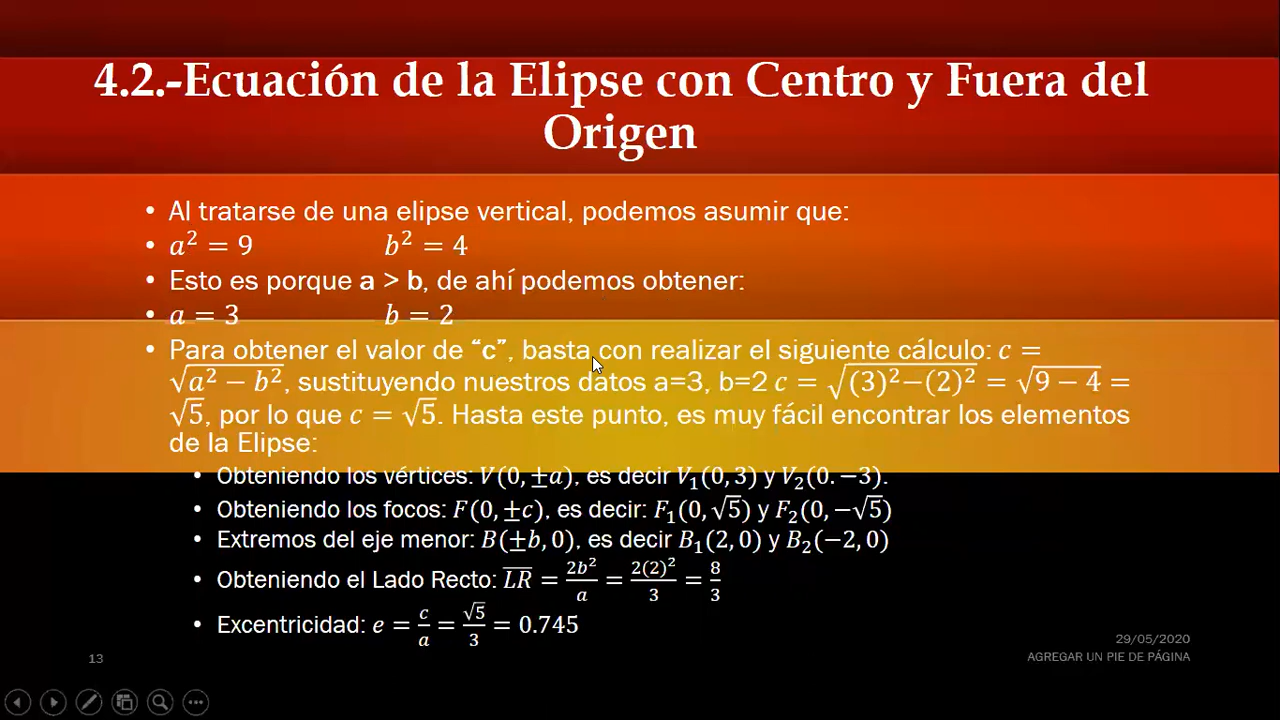 4.2.-Ecuación de la Elipse con Centro y Fuera del
Origen
• Al tratarse de una elipse vertical, podemos asumir que:
• a² = 9 b² = 4
• Esto es porque a > b, de ahí podemos obtener:
• a = 3 b = 2
• Para obtener el valor de “c”, basta con realizar el siguiente cálculo: c =
√(a² − b²), sustituyendo nuestros datos a=3, b=2 c = √((3)²−(2)²) = √(9 − 4) =
√5, por lo que c = √5. Hasta este punto, es muy fácil encontrar los elementos
de la Elipse:
• Obteniendo los vértices: V(0, ±a), es decir V₁(0, 3) y V₂(0. −3).
• Obteniendo los focos: F(0, ±c), es decir: F₁(0, √5) y F₂(0, −√5)
• Extremos del eje menor: B(±b, 0), es decir B₁(2, 0) y B₂(−2, 0)
• Obteniendo el Lado Recto: L̅R̅ = 2b²/a = 2(2)²/3 = 8/3
• Excentricidad: e = c/a = √5/3 = 0.745
29/05/2020
13
AGREGAR UN PIE DE PÁGINA